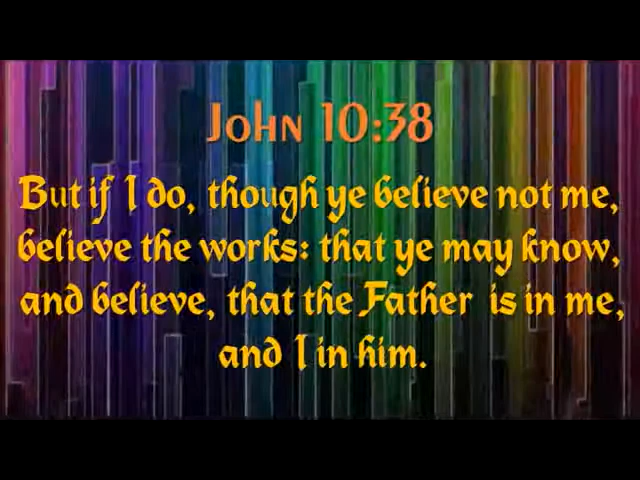 John 10:38
But if I do, though ye believe not me,
believe the works: that ye may know,
and believe, that the Father is in me,
and I in him.